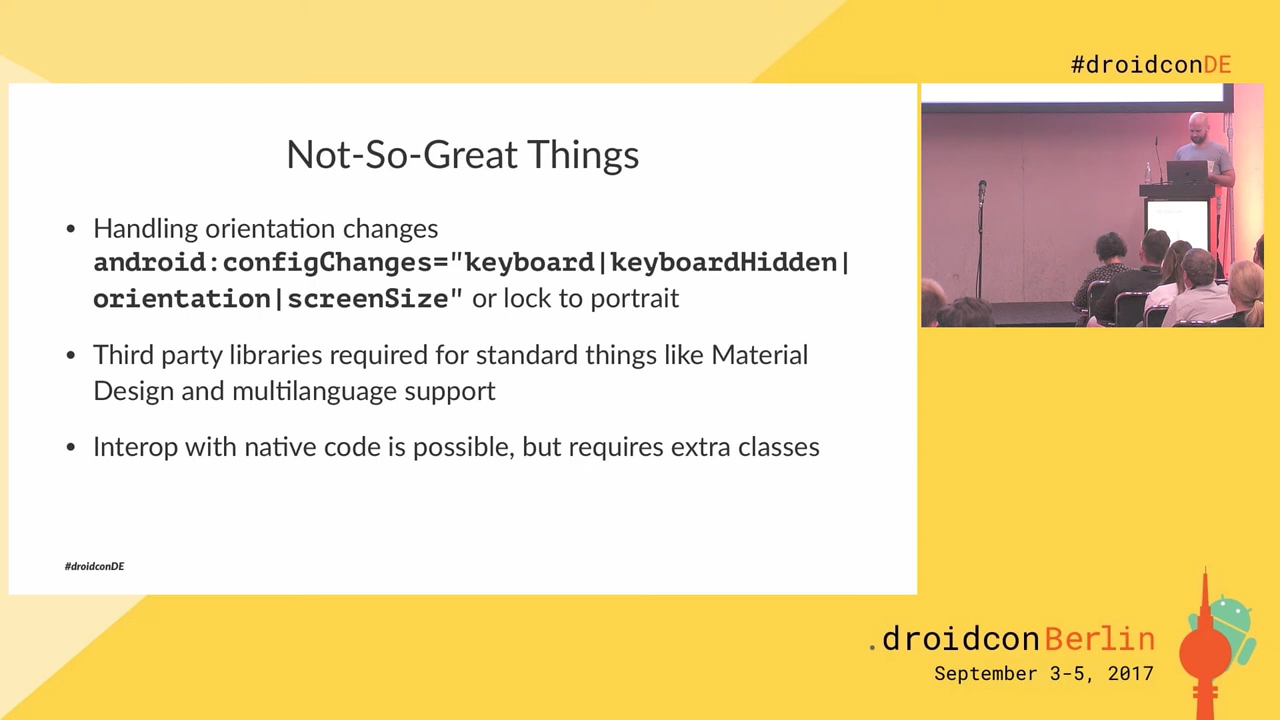 #droidconDE
Not-So-Great Things
• Handling orientation changes
android:configChanges="keyboard|keyboardHidden|
orientation|screenSize" or lock to portrait
• Third party libraries required for standard things like Material
Design and multilanguage support
• Interop with native code is possible, but requires extra classes
#droidconDE
.droidconBerlin
September 3-5, 2017